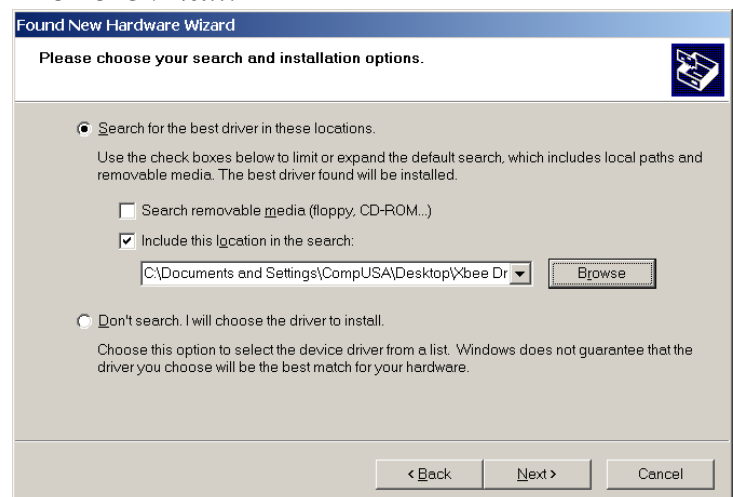 Found New Hardware Wizard
Please choose your search and installation options.
Search for the best driver in these locations.
Use the check boxes below to limit or expand the default search, which includes local paths and
removable media. The best driver found will be installed.
Search removable media (floppy, CD-ROM...)
Include this location in the search:
C:\Documents and Settings\CompUSA\Desktop\Xbee Dr
Browse
Don't search. I will choose the driver to install.
Choose this option to select the device driver from a list. Windows does not guarantee that the
driver you choose will be the best match for your hardware.
< Back Next > Cancel